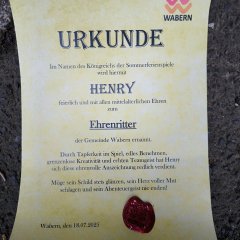 WABERN
URKUNDE
Im Namen des Königreichs der Sommerferienspiele
wird hiermit
HENRY
feierlich und mit allen mittelalterlichen Ehren
zum
Ehrenritter
der Gemeinde Wabern ernannt.
Durch Tapferkeit im Spiel, edles Benehmen,
grenzenlose Kreativität und echten Teamgeist hat Henry
sich diese ehrenvolle Auszeichnung redlich verdient.
Möge sein Schild stets glänzen, sein Herz voller Mut
schlagen und sein Abenteuergeist nie enden!
Wabern, den 18.07.2025